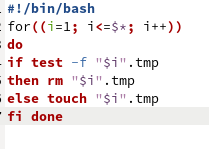 #!/bin/bash
for((i=1; i<=$*; i++))
do
if test -f "$i".tmp
then rm "$i".tmp
else touch "$i".tmp
fi done